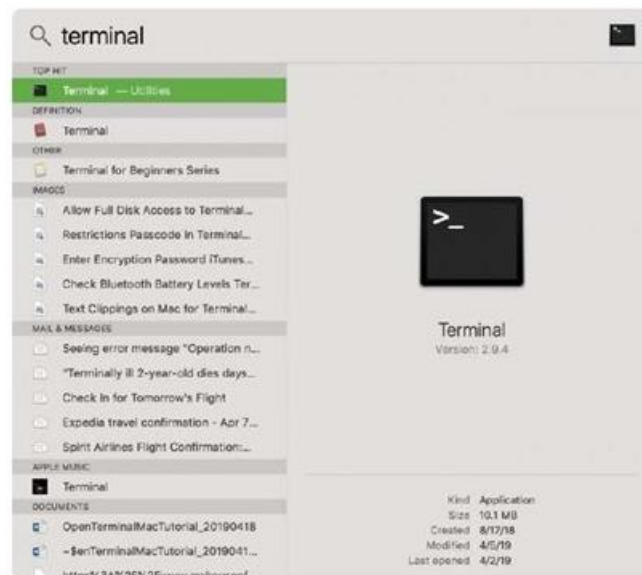 terminal
TOP HIT
Terminal — Utilities
DEFINITION
Terminal
OTHER
Terminal for Beginners Series
IMAGES
Allow Full Disk Access to Terminal...
Restrictions Passcode in Terminal...
Enter Encryption Password iTunes...
Check Bluetooth Battery Levels Ter...
Text Clippings on Mac for Terminal...
MAIL & MESSAGES
Seeing error message "Operation n...
"Terminally ill 2-year-old dies days...
Check In for Tomorrow's Flight
Expedia travel confirmation - Apr 7...
Spirit Airlines Flight Confirmation:...
APPLE MUSIC
Terminal
DOCUMENTS
OpenTerminalMacTutorial_20190418
~$enTerminalMacTutorial_2019041...
>_
Terminal
Version: 2.9.4
Kind Application
Size 10.1 MB
Created 8/17/18
Modified 4/5/19
Last opened 4/2/19